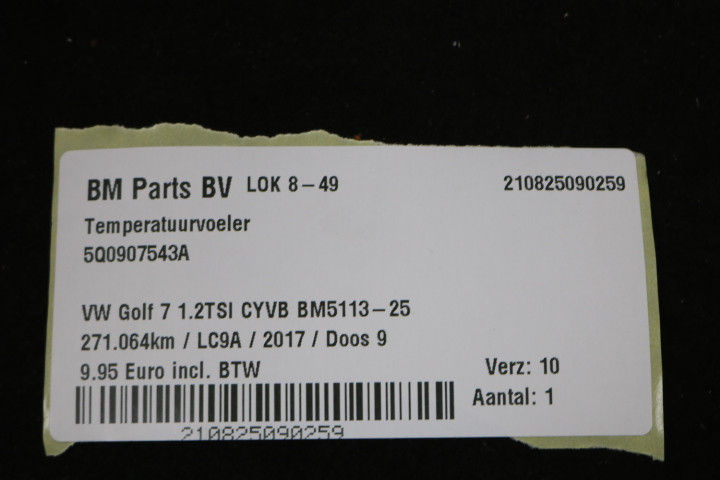 BM Parts BV LOK 8-49 210825090259
Temperatuurvoeler
5Q0907543A
VW Golf 7 1.2TSI CYVB BM5113-25
271.064km / LC9A / 2017 / Doos 9
9.95 Euro incl. BTW Verz: 10
Aantal: 1
210825090259